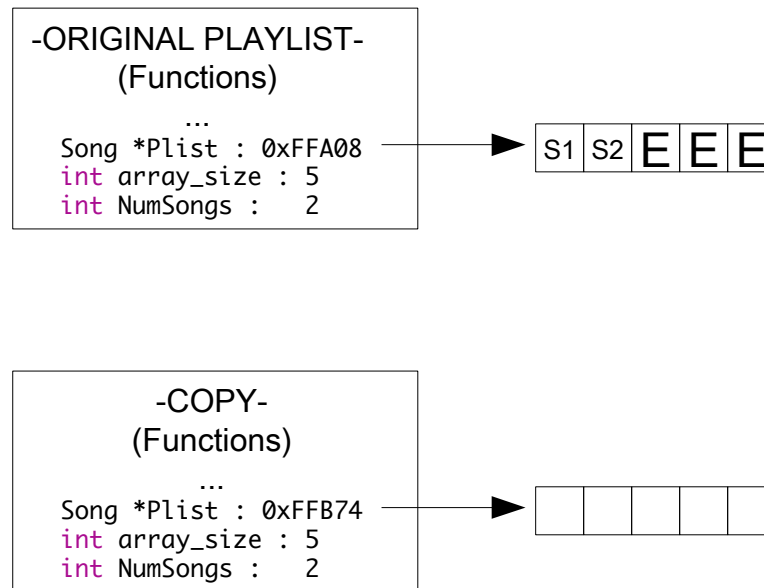 -ORIGINAL PLAYLIST-
(Functions)
...
Song *Plist : 0xFFA08
int array_size : 5
int NumSongs : 2
S1 S2 E E E
-COPY-
(Functions)
...
Song *Plist : 0xFFB74
int array_size : 5
int NumSongs : 2